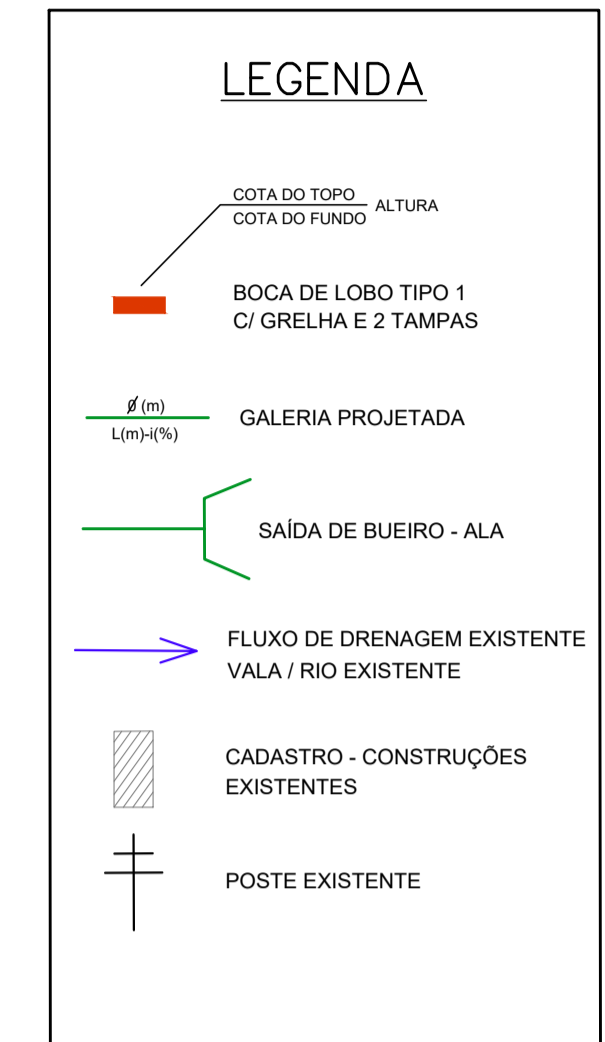 LEGENDA
COTA DO TOPO
COTA DO FUNDO
ALTURA
BOCA DE LOBO TIPO 1
C/ GRELHA E 2 TAMPAS
Ø (m)
L(m)-i(%)
GALERIA PROJETADA
SAÍDA DE BUEIRO - ALA
FLUXO DE DRENAGEM EXISTENTE
VALA / RIO EXISTENTE
CADASTRO - CONSTRUÇÕES
EXISTENTES
POSTE EXISTENTE